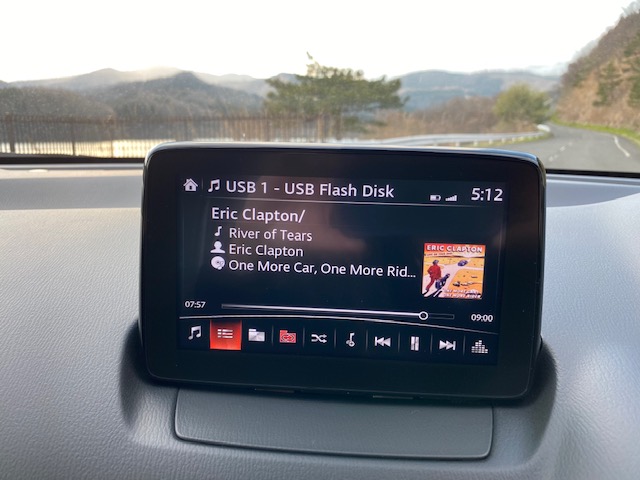 USB 1 - USB Flash Disk
5:12
Eric Clapton/
River of Tears
Eric Clapton
One More Car, One More Rid...
ERIC CLAPTON
07:57
09:00